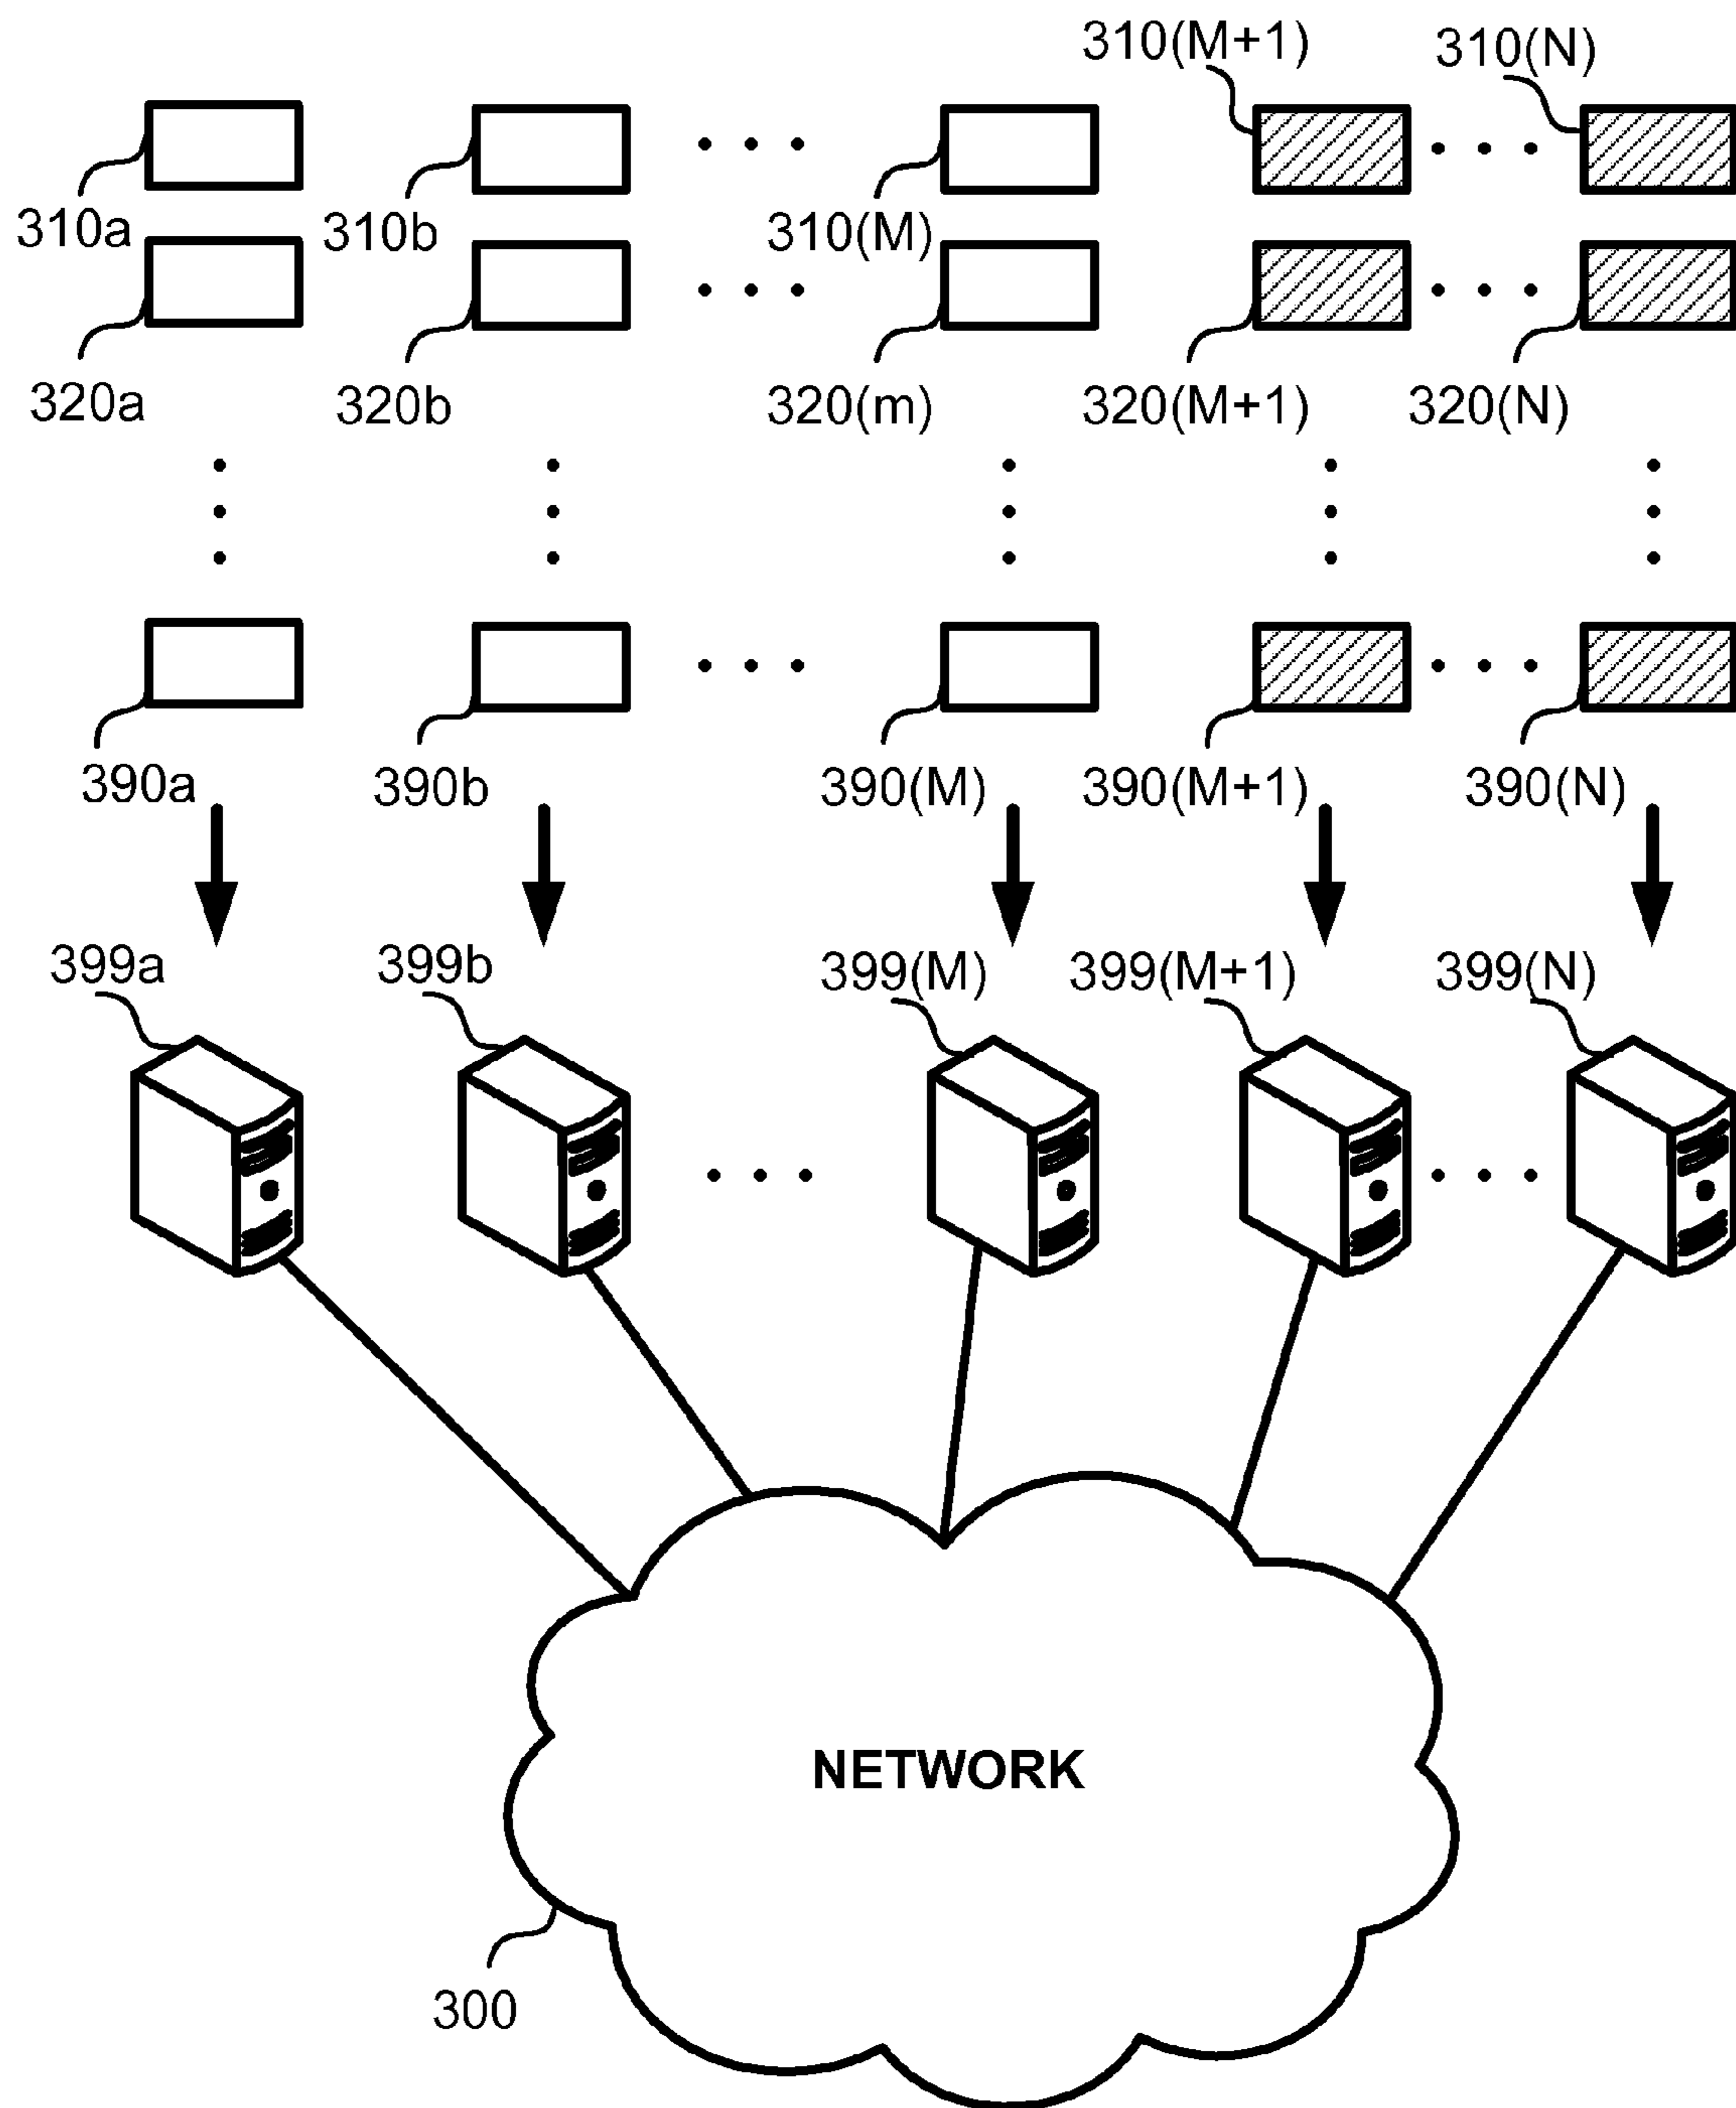 310(M+1) 310(N)
310a 310b 310(M)
320a 320b 320(m) 320(M+1) 320(N)
390a 390b 390(M) 390(M+1) 390(N)
399a 399b 399(M) 399(M+1) 399(N)
NETWORK
300